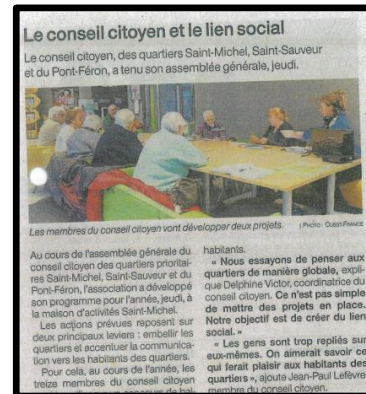 Le conseil citoyen et le lien social
Le conseil citoyen, des quartiers Saint-Michel, Saint-Sauveur
et du Pont-Féron, a tenu son assemblée générale, jeudi.
Les membres du conseil citoyen vont développer deux projets.
| PHOTO : OUEST-FRANCE
Au cours de l'assemblée générale du
conseil citoyen des quartiers prioritai-
res Saint-Michel, Saint-Sauveur et du
Pont-Féron, l'association a développé
son programme pour l'année, jeudi, à
la maison d'activités Saint-Michel.
Les actions prévues reposent sur
deux principaux leviers : embellir les
quartiers et accentuer la communica-
tion vers les habitants des quartiers.
Pour cela, au cours de l'année, les
treize membres du conseil citoyen
habitants.
« Nous essayons de penser aux
quartiers de manière globale, expli-
que Delphine Victor, coordinatrice du
conseil citoyen. Ce n'est pas simple
de mettre des projets en place.
Notre objectif est de créer du lien
social. »
« Les gens sont trop repliés sur
eux-mêmes. On aimerait savoir ce
qui ferait plaisir aux habitants des
quartiers », ajoute Jean-Paul Lefèvre,
membre du conseil citoyen.